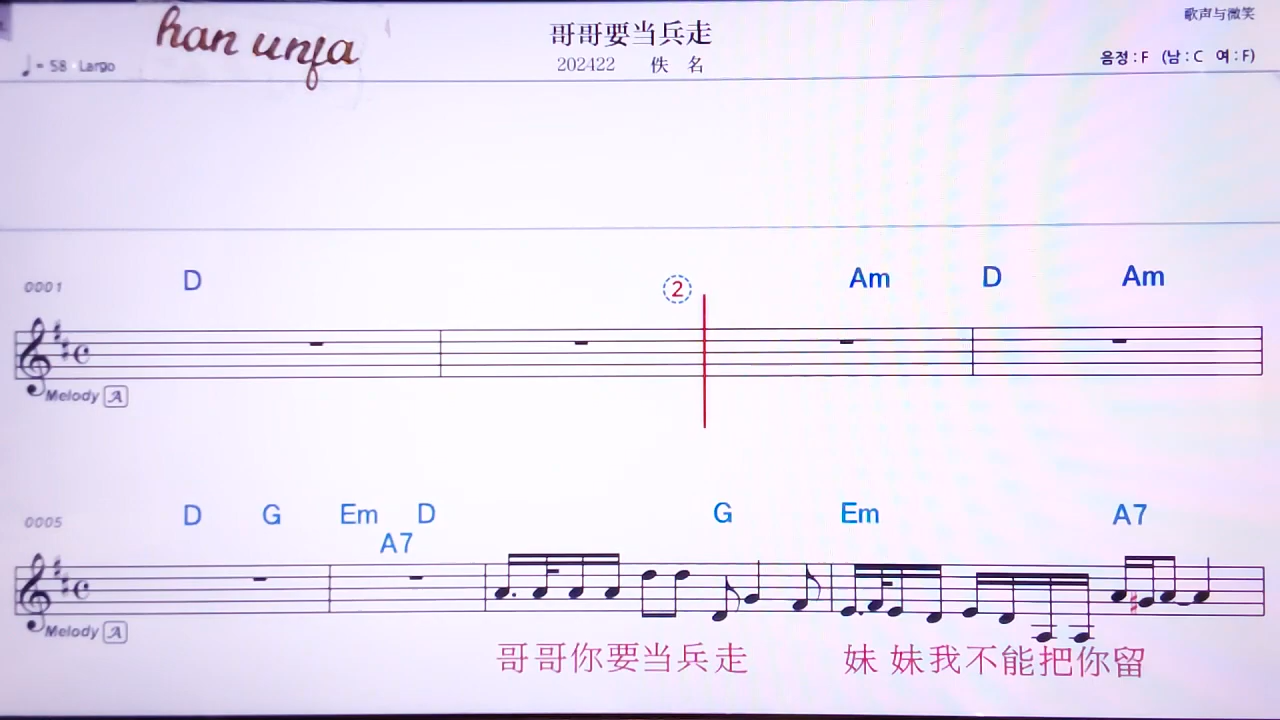 han unfa
哥哥要当兵走
歌声与微笑
♩= 58 Largo
202422 佚 名
음정 : F (남 : C 여 : F)
0001 D ② Am D Am
Melody A
0005 D G Em D G Em A7
A7
Melody A
哥哥你要当兵走 妹 妹我不能把你留